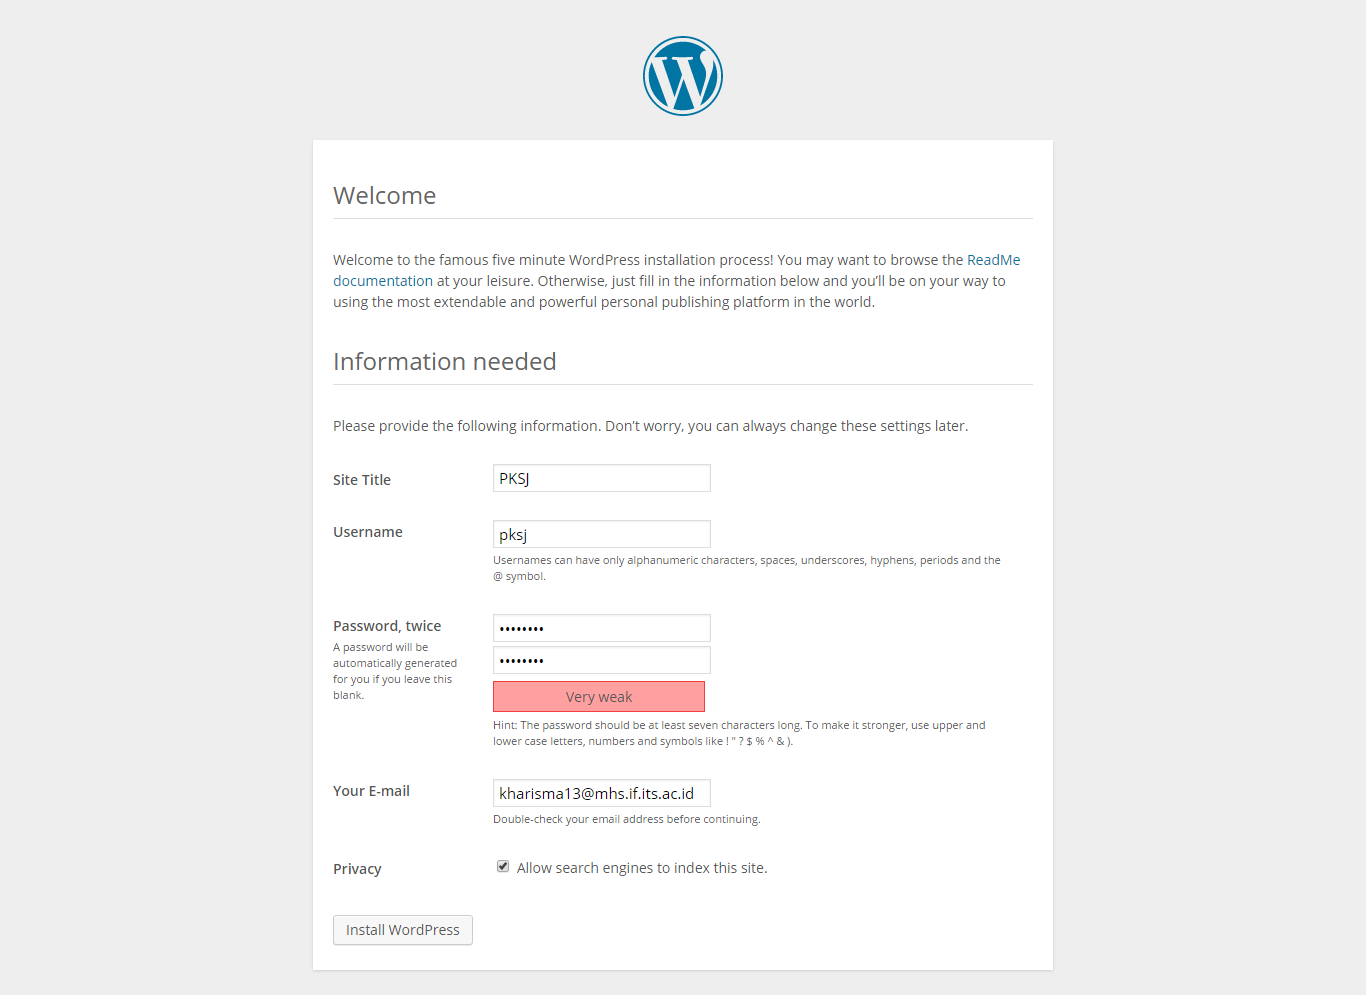 Welcome
Welcome to the famous five minute WordPress installation process! You may want to browse the ReadMe
documentation at your leisure. Otherwise, just fill in the information below and you’ll be on your way to
using the most extendable and powerful personal publishing platform in the world.
Information needed
Please provide the following information. Don’t worry, you can always change these settings later.
Site Title
PKSJ
Username
pksj
Usernames can have only alphanumeric characters, spaces, underscores, hyphens, periods and the
@ symbol.
Password, twice
A password will be
automatically generated
for you if you leave this
blank.
••••••••
••••••••
Very weak
Hint: The password should be at least seven characters long. To make it stronger, use upper and
lower case letters, numbers and symbols like ! " ? $ % ^ & ).
Your E-mail
kharisma13@mhs.if.its.ac.id
Double-check your email address before continuing.
Privacy
Allow search engines to index this site.
Install WordPress